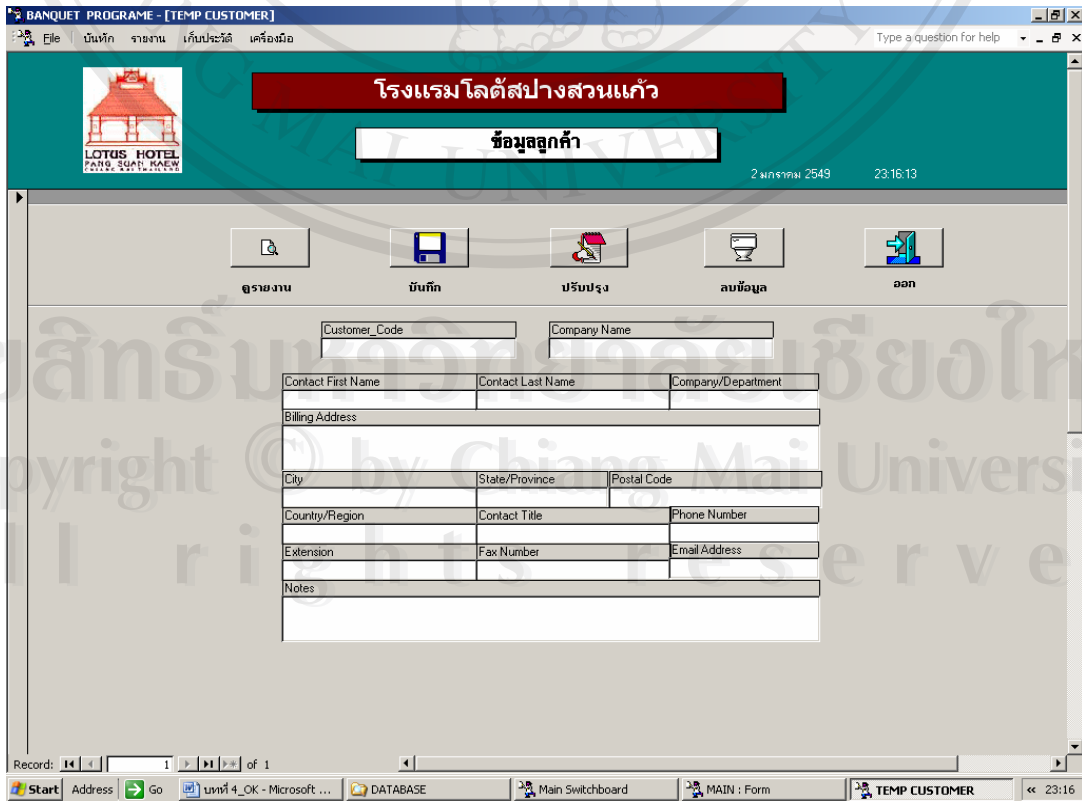 BANQUET PROGRAME - [TEMP CUSTOMER]
File บันทึก รายงาน เก็บประวัติ เครื่องมือ Type a question for help
โรงแรมโลตัสปางสวนแก้ว
ข้อมูลลูกค้า
LOTUS HOTEL
PANG SUAN KAEW
CHIANG MAI THAILAND
2 มกราคม 2549 23:16:13
ดูรายงาน บันทึก ปรับปรุง ลบข้อมูล ออก
Customer_Code Company Name
Contact First Name Contact Last Name Company/Department
Billing Address
City State/Province Postal Code
Country/Region Contact Title Phone Number
Extension Fax Number Email Address
Notes
Record: 1 of 1
Start Address Go บทที่ 4_OK - Microsoft ... DATABASE Main Switchboard MAIN : Form TEMP CUSTOMER « 23:16
MAI UNIVERSITY
ยสิทธิ์มหาวิทยาลัยเชียงให
pyright © by Chiang Mai Universi
ll rights reserve